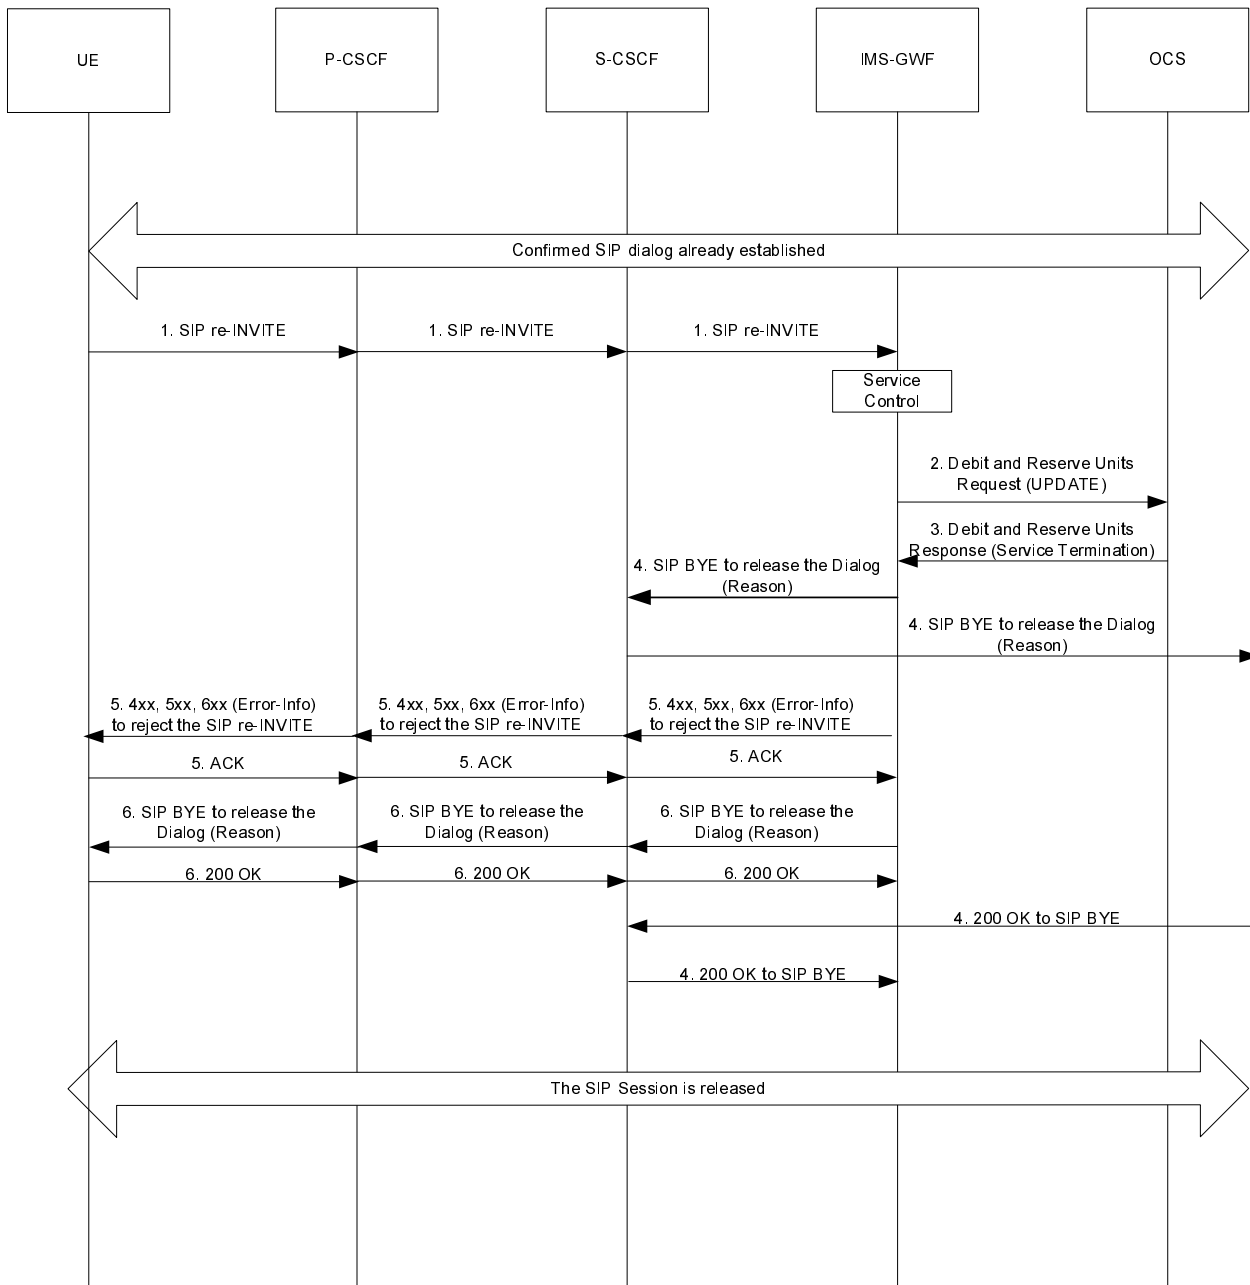 UE
P-CSCF
S-CSCF
IMS-GWF
OCS
Confirmed SIP dialog already established
1. SIP re-INVITE
1. SIP re-INVITE
1. SIP re-INVITE
Service
Control
2. Debit and Reserve Units
Request (UPDATE)
3. Debit and Reserve Units
Response (Service Termination)
4. SIP BYE to release the Dialog
(Reason)
4. SIP BYE to release the Dialog
(Reason)
5. 4xx, 5xx, 6xx (Error-Info)
to reject the SIP re-INVITE
5. 4xx, 5xx, 6xx (Error-Info)
to reject the SIP re-INVITE
5. 4xx, 5xx, 6xx (Error-Info)
to reject the SIP re-INVITE
5. ACK
5. ACK
5. ACK
6. SIP BYE to release the
Dialog (Reason)
6. SIP BYE to release the
Dialog (Reason)
6. SIP BYE to release the
Dialog (Reason)
6. 200 OK
6. 200 OK
6. 200 OK
4. 200 OK to SIP BYE
4. 200 OK to SIP BYE
The SIP Session is released